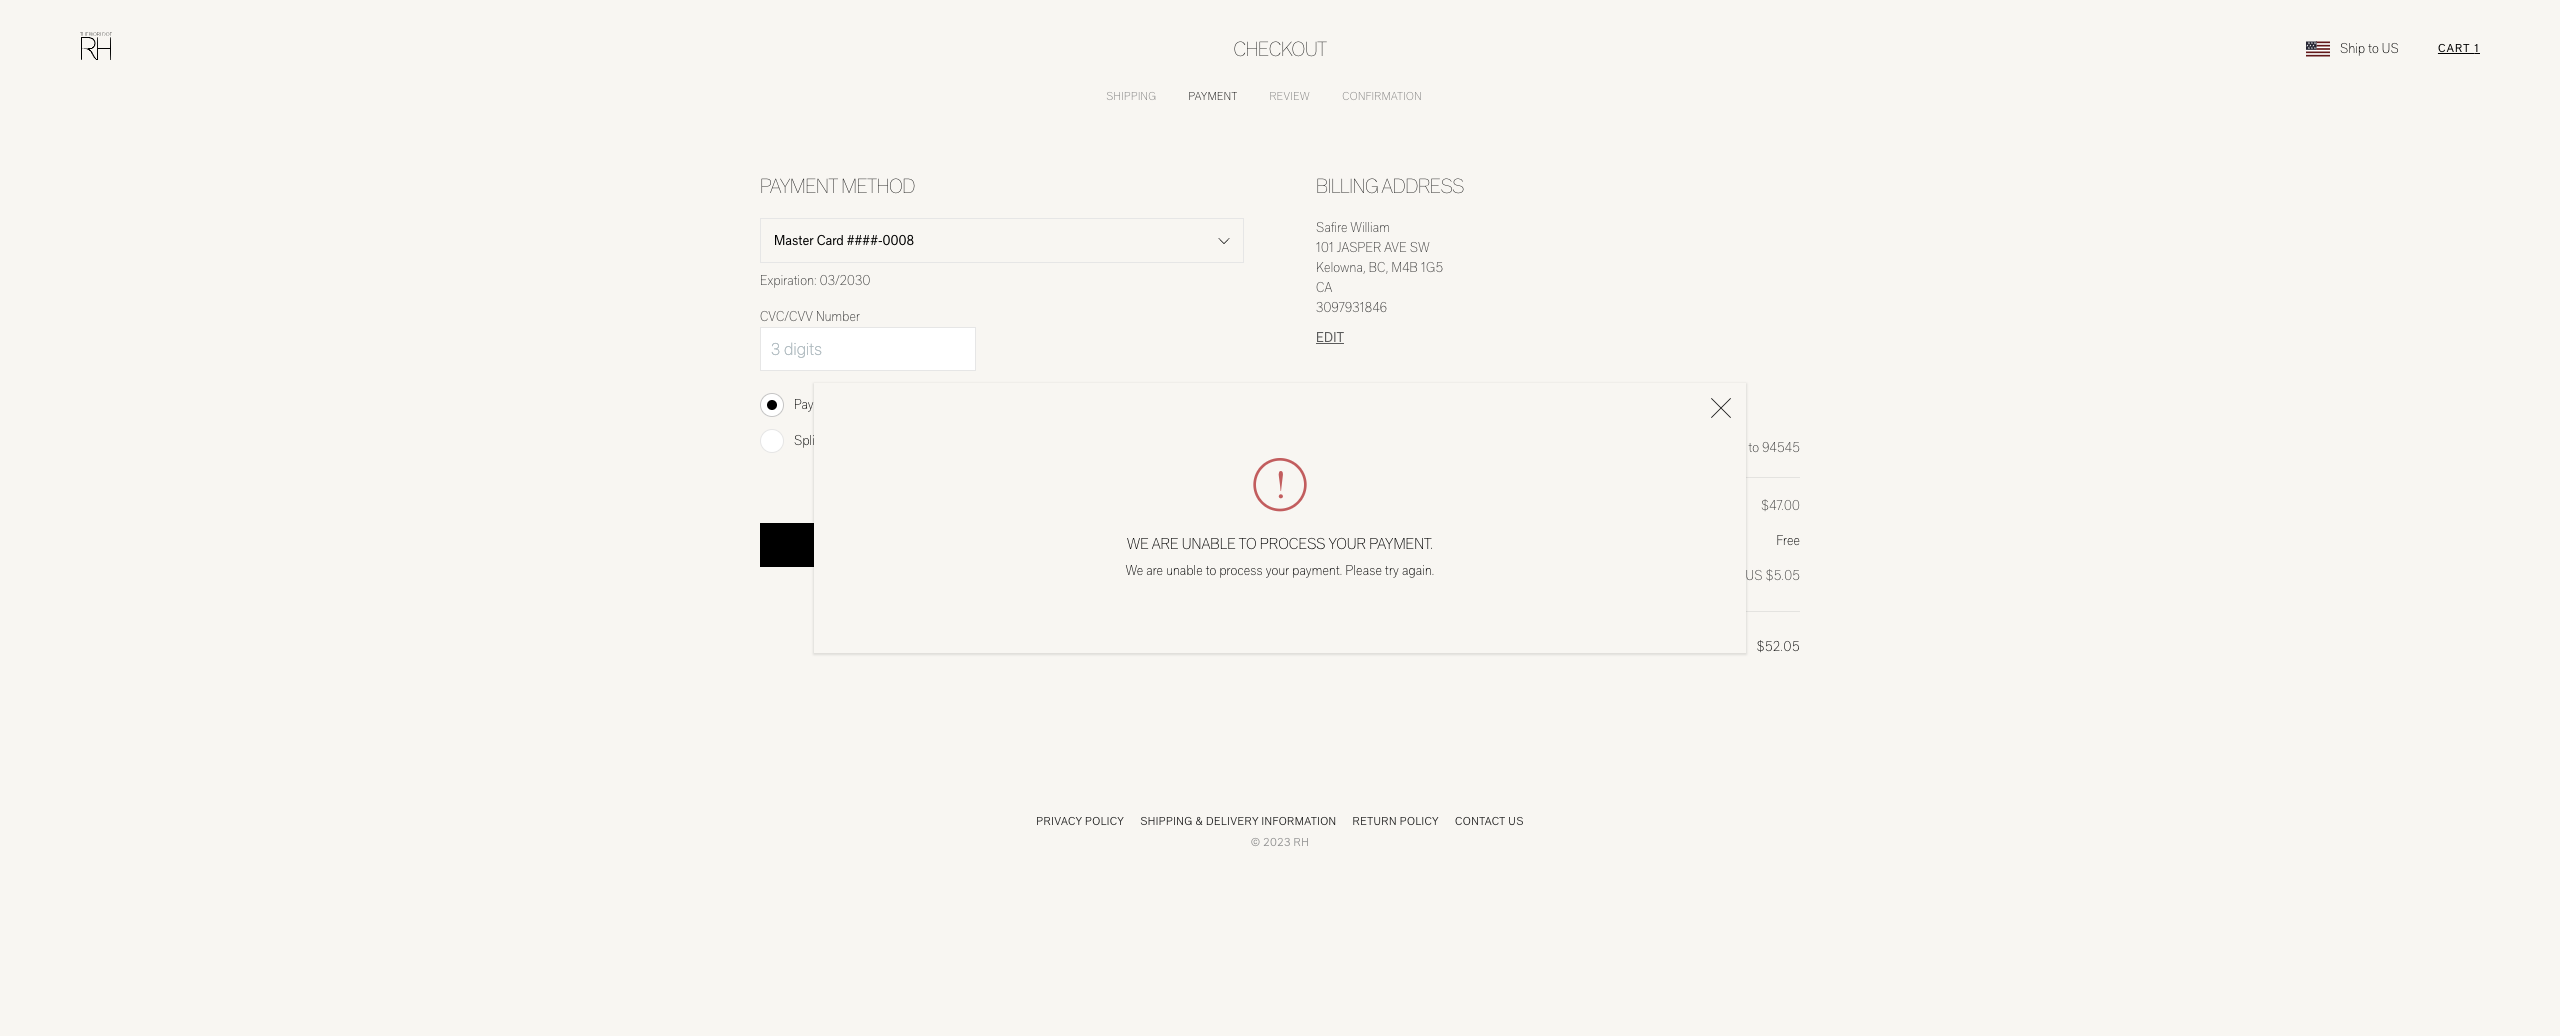 RH
CHECKOUT
Ship to US
CART 1
SHIPPING PAYMENT REVIEW CONFIRMATION
PAYMENT METHOD
Master Card ####-0008
Expiration: 03/2030
CVC/CVV Number
3 digits
Pay
Spli
BILLING ADDRESS
Safire William
101 JASPER AVE SW
Kelowna, BC, M4B 1G5
CA
3097931846
EDIT
!
WE ARE UNABLE TO PROCESS YOUR PAYMENT.
We are unable to process your payment. Please try again.
to 94545
$47.00
Free
US $5.05
$52.05
PRIVACY POLICY SHIPPING & DELIVERY INFORMATION RETURN POLICY CONTACT US
© 2023 RH